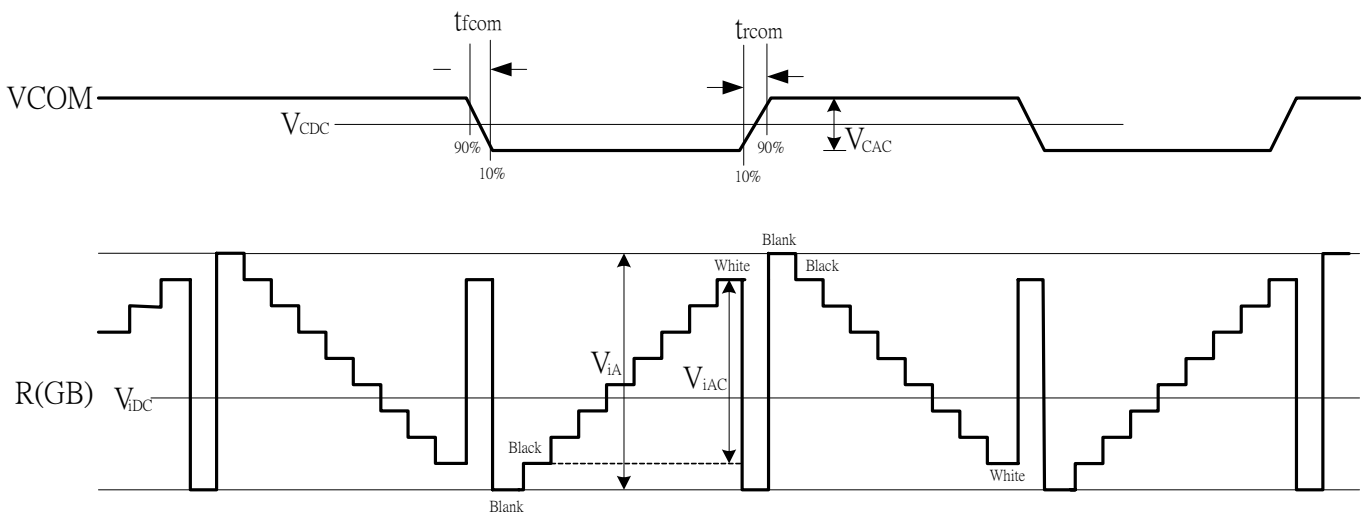 tfcom
trcom
VCOM
VCDC
VCAC
90%
90%
10%
10%
Blank
White
Black
ViA
ViAC
R(GB)
ViDC
Black
White
Blank